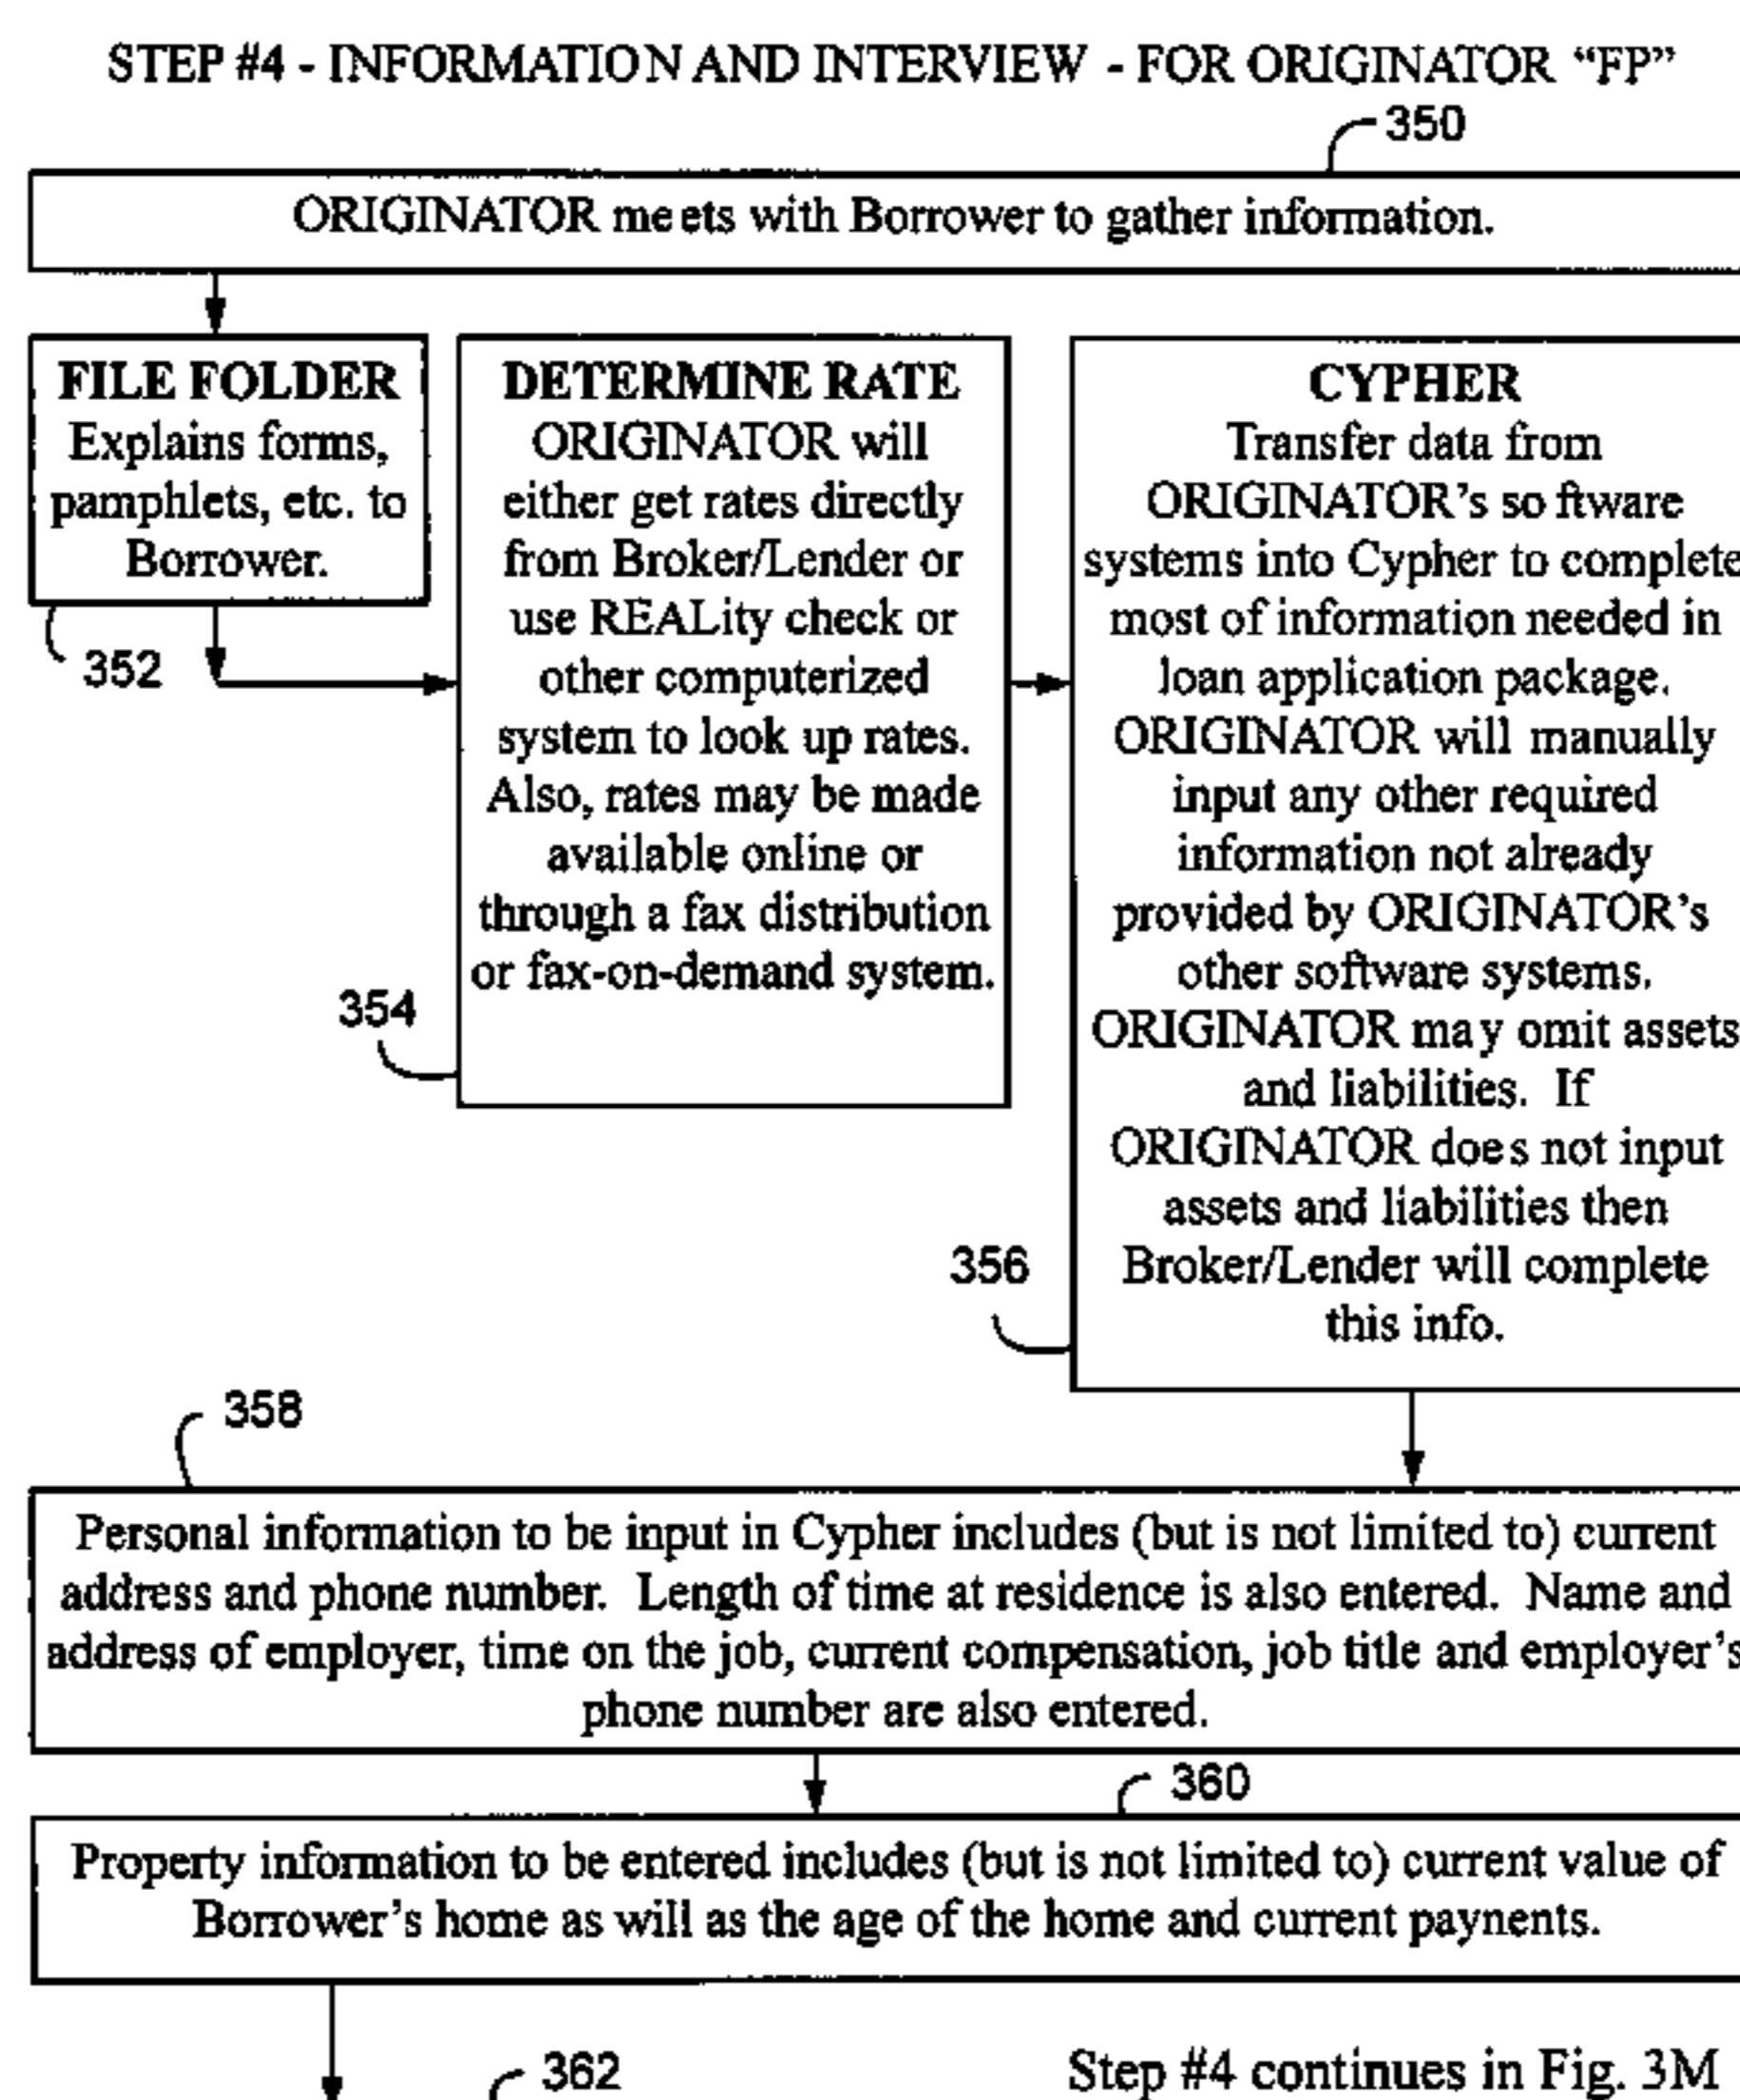 STEP #4 - INFORMATION AND INTERVIEW - FOR ORIGINATOR “FP”
350
ORIGINATOR meets with Borrower to gather information.
FILE FOLDER
Explains forms,
pamphlets, etc. to
Borrower.
352
DETERMINE RATE
ORIGINATOR will
either get rates directly
from Broker/Lender or
use REALity check or
other computerized
system to look up rates.
Also, rates may be made
available online or
through a fax distribution
or fax-on-demand system.
354
CYPHER
Transfer data from
ORIGINATOR’s software
systems into Cypher to complete
most of information needed in
loan application package.
ORIGINATOR will manually
input any other required
information not already
provided by ORIGINATOR’s
other software systems.
ORIGINATOR may omit assets
and liabilities. If
ORIGINATOR does not input
assets and liabilities then
Broker/Lender will complete
this info.
356
358
Personal information to be input in Cypher includes (but is not limited to) current
address and phone number. Length of time at residence is also entered. Name and
address of employer, time on the job, current compensation, job title and employer’s
phone number are also entered.
360
Property information to be entered includes (but is not limited to) current value of
Borrower’s home as will as the age of the home and current paynents.
362
Step #4 continues in Fig. 3M